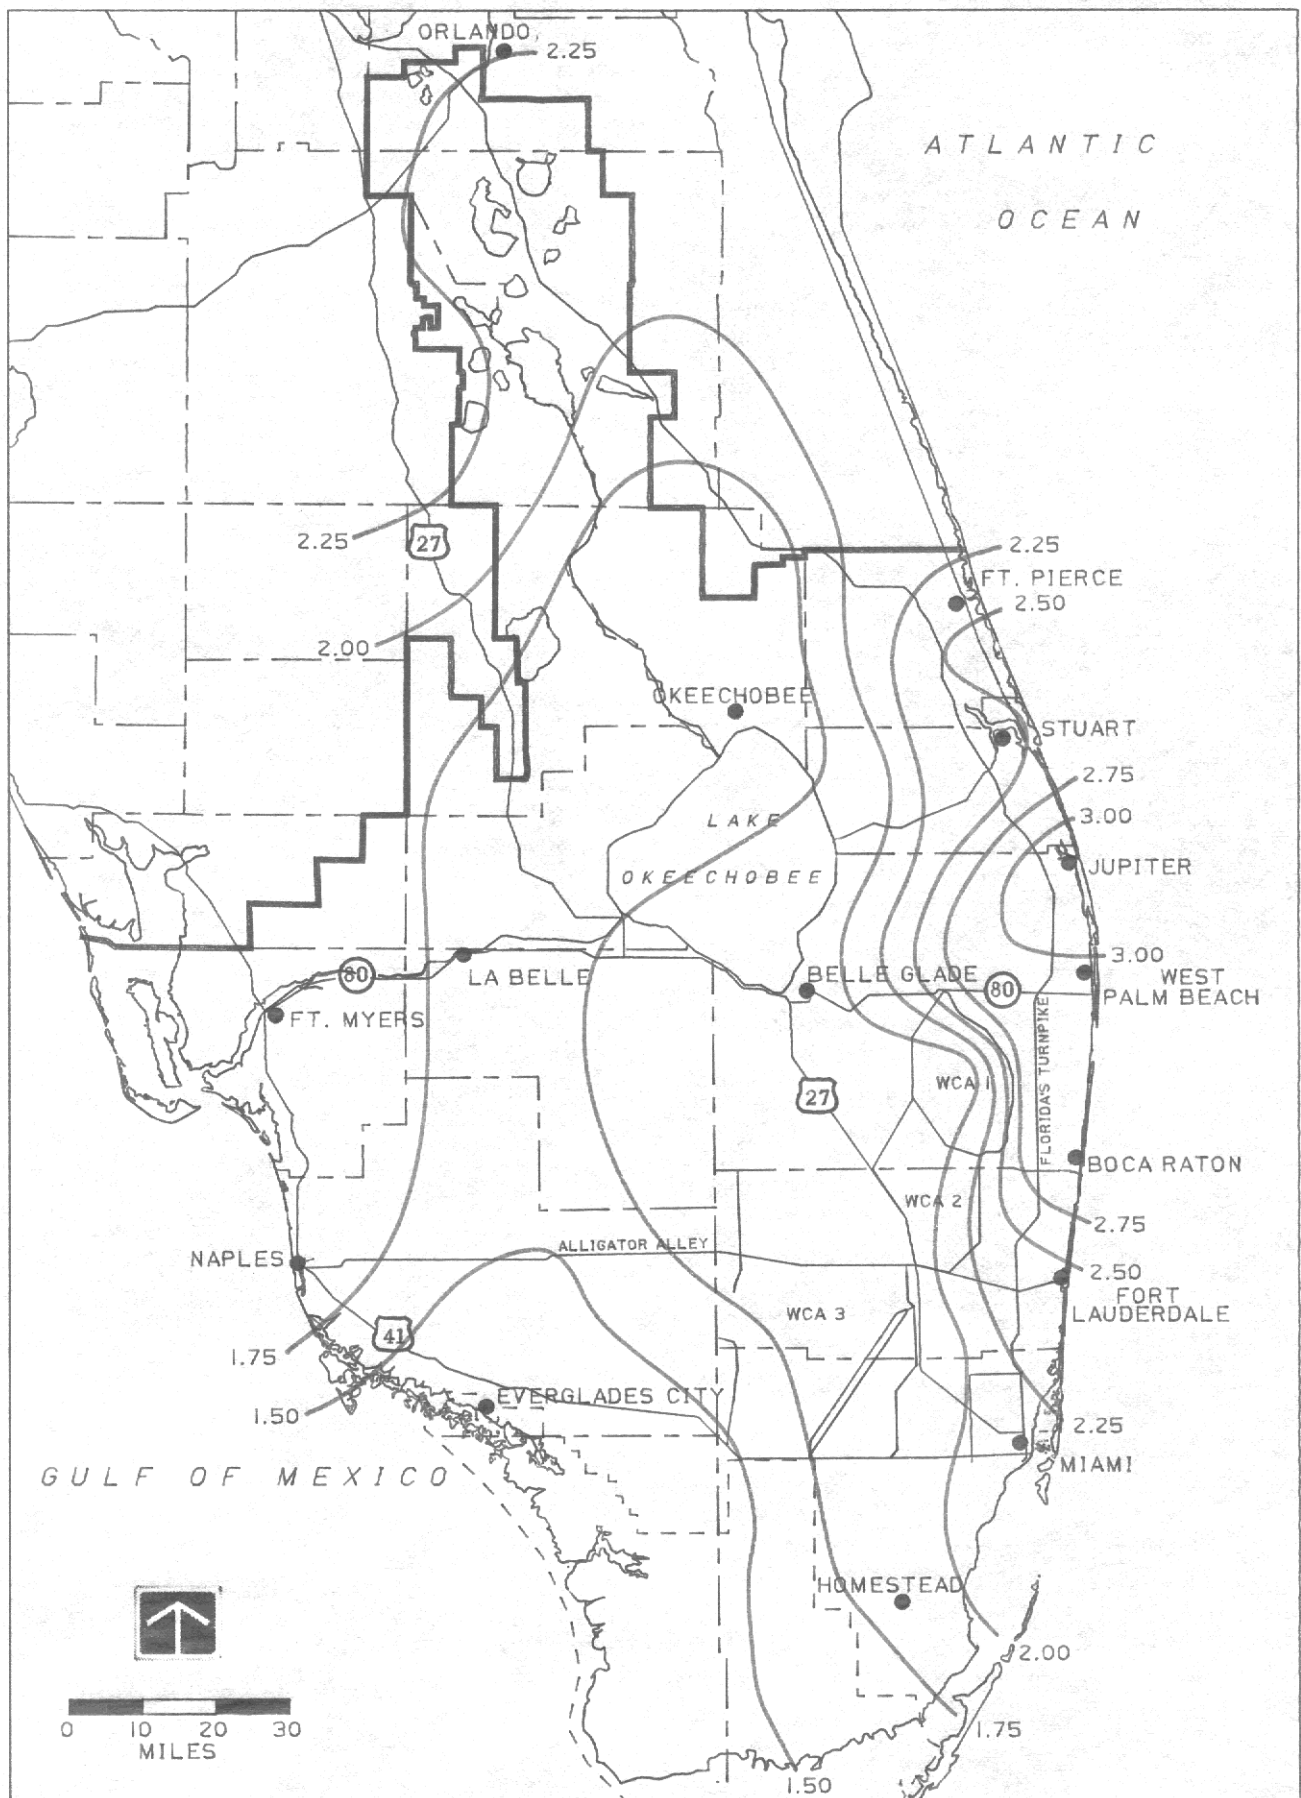 ORLANDO
2.25
ATLANTIC
OCEAN
2.25
27
2.25
FT. PIERCE
2.50
2.00
OKEECHOBEE
STUART
2.75
3.00
LAKE
OKEECHOBEE
JUPITER
3.00
WEST
PALM BEACH
80
LA BELLE
BELLE GLADE
80
FT. MYERS
FLORIDA'S TURNPIKE
WCA 1
27
BOCA RATON
WCA 2
2.75
NAPLES
ALLIGATOR ALLEY
2.50
FORT
LAUDERDALE
WCA 3
41
1.75
EVERGLADES CITY
1.50
2.25
MIAMI
GULF OF MEXICO
HOMESTEAD
2.00
1.75
1.50
0 10 20 30
MILES